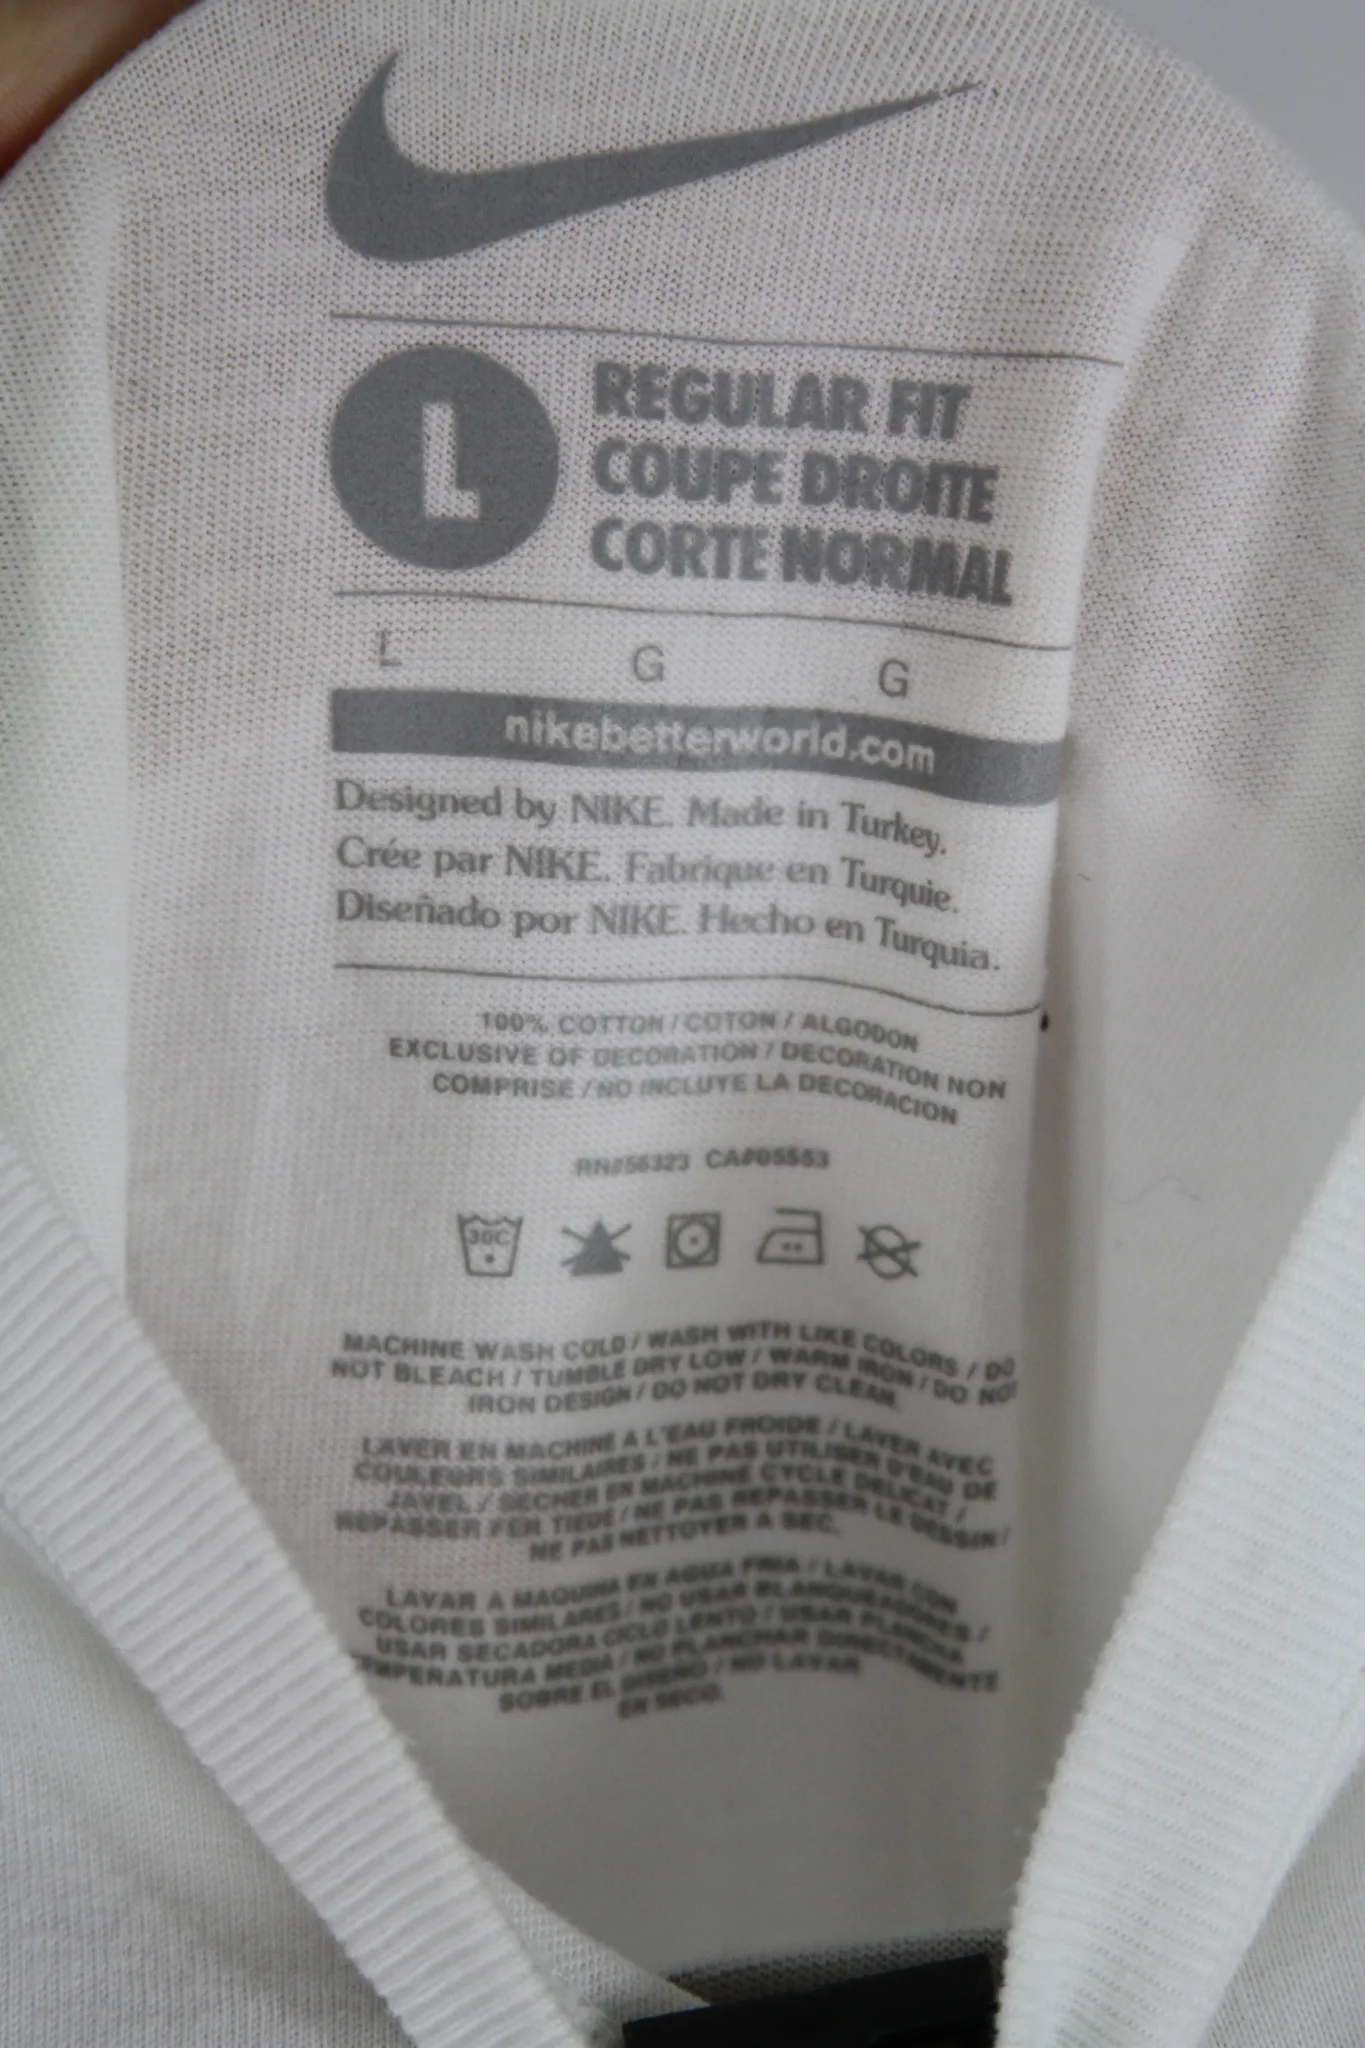 L
REGULAR FIT
COUPE DROITE
CORTE NORMAL
L G G
nikebetterworld.com
Designed by NIKE. Made in Turkey.
Crée par NIKE. Fabrique en Turquie.
Diseñado por NIKE. Hecho en Turquia.
100% COTTON / COTON / ALGODON
EXCLUSIVE OF DECORATION / DECORATION NON
COMPRISE / NO INCLUYE LA DECORACION
RN#56323 CA#05553
30C
MACHINE WASH COLD / WASH WITH LIKE COLORS / DO
NOT BLEACH / TUMBLE DRY LOW / WARM IRON / DO NOT
IRON DESIGN / DO NOT DRY CLEAN.
LAVER EN MACHINE A L'EAU FROIDE / LAVER AVEC
COULEURS SIMILAIRES / NE PAS UTILISER D'EAU DE
JAVEL / SECHER EN MACHINE CYCLE DELICAT /
REPASSER FER TIEDE / NE PAS REPASSER LE DESSIN /
NE PAS NETTOYER A SEC.
LAVAR A MAQUINA EN AGUA FRIA / LAVAR CON
COLORES SIMILARES / NO USAR BLANQUEADORES /
USAR SECADORA CICLO LENTO / USAR PLANCHA
TEMPERATURA MEDIA / NO PLANCHAR DIRECTAMENTE
SOBRE EL DISENO / NO LAVAR
EN SECO.